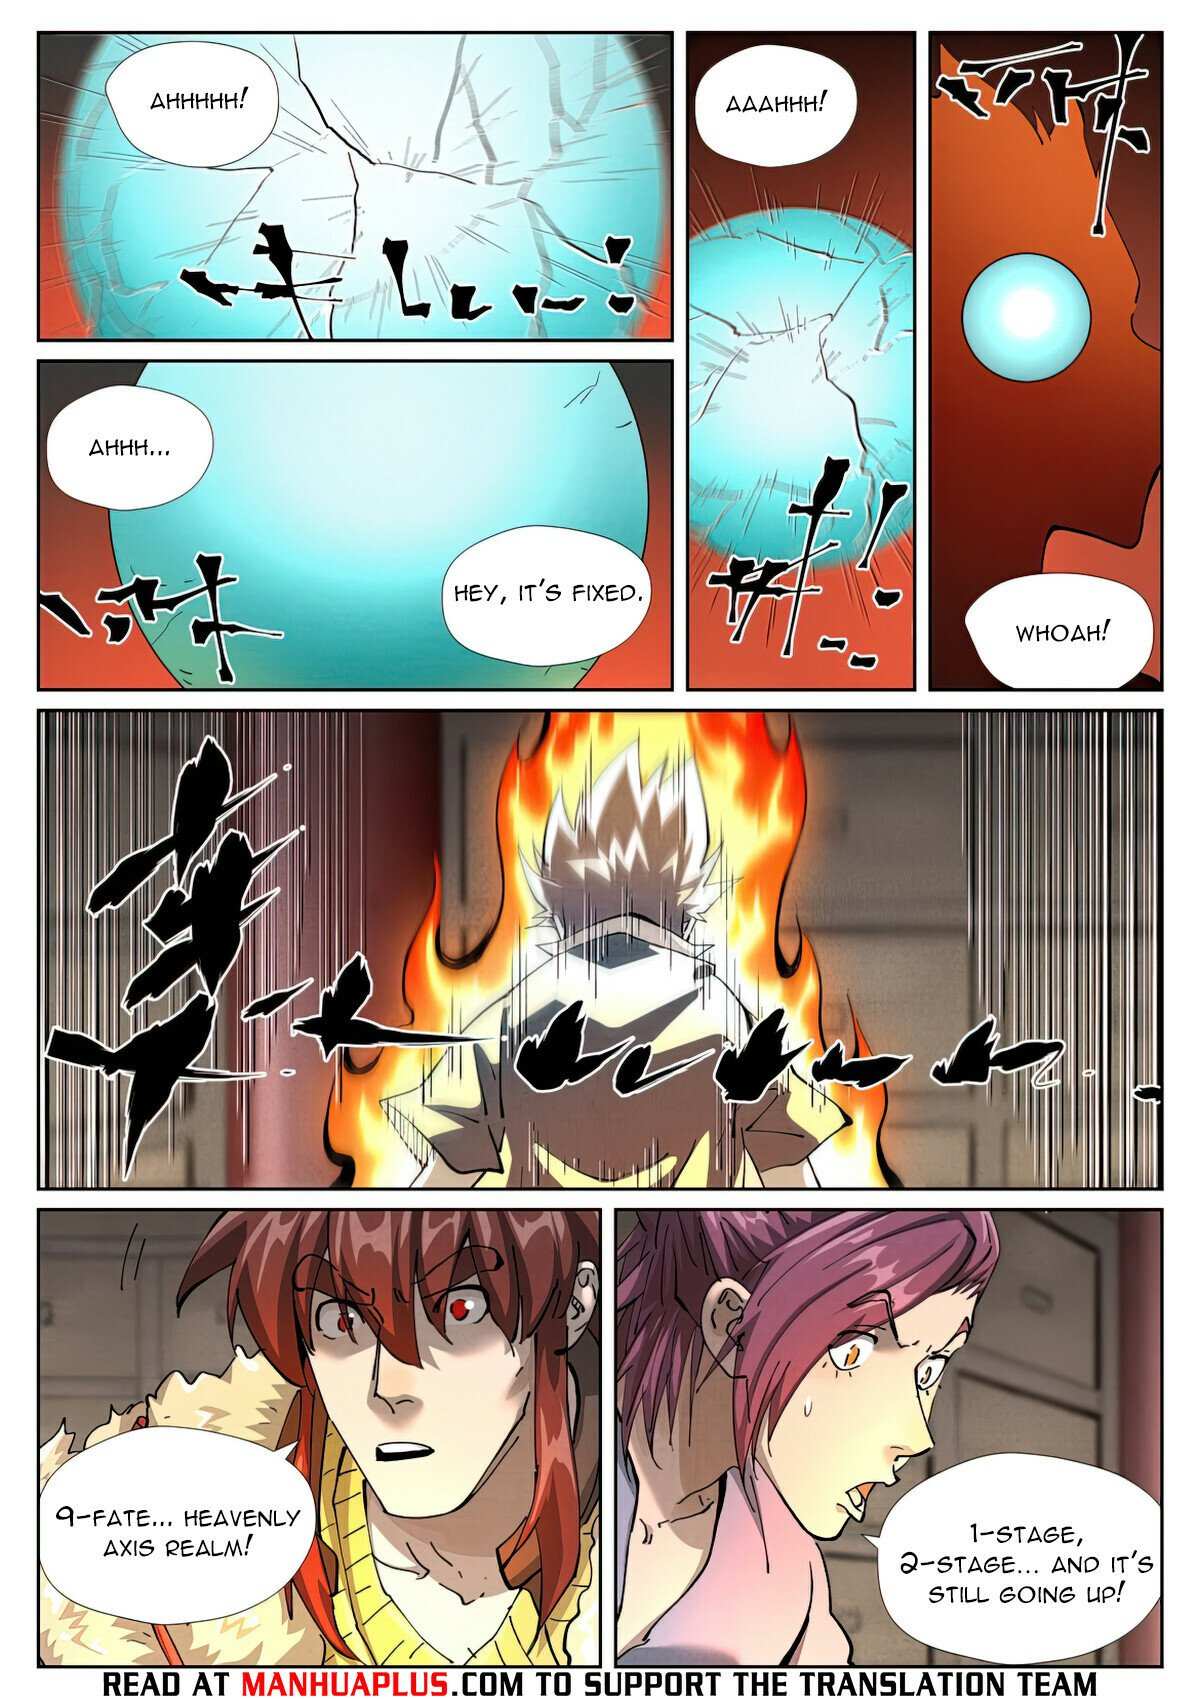 AHHHHH!
AAAHHH!
WHOAH!
AHHH...
HEY, IT'S FIXED.
9-FATE... HEAVENLY
AXIS REALM!
1-STAGE,
2-STAGE... AND IT'S
STILL GOING UP!
READ AT MANHUAPLUS.COM TO SUPPORT THE TRANSLATION TEAM